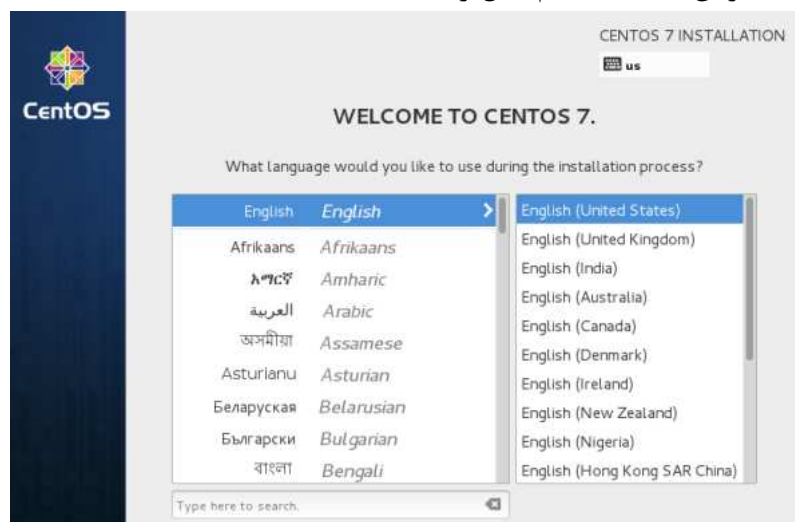 CENTOS 7 INSTALLATION
us
CentOS
WELCOME TO CENTOS 7.
What language would you like to use during the installation process?
English English
Afrikaans Afrikaans
አማርኛ Amharic
العربية Arabic
অসমীয়া Assamese
Asturianu Asturian
Беларуская Belarusian
Български Bulgarian
বাংলা Bengali
English (United States)
English (United Kingdom)
English (India)
English (Australia)
English (Canada)
English (Denmark)
English (Ireland)
English (New Zealand)
English (Nigeria)
English (Hong Kong SAR China)
Type here to search.